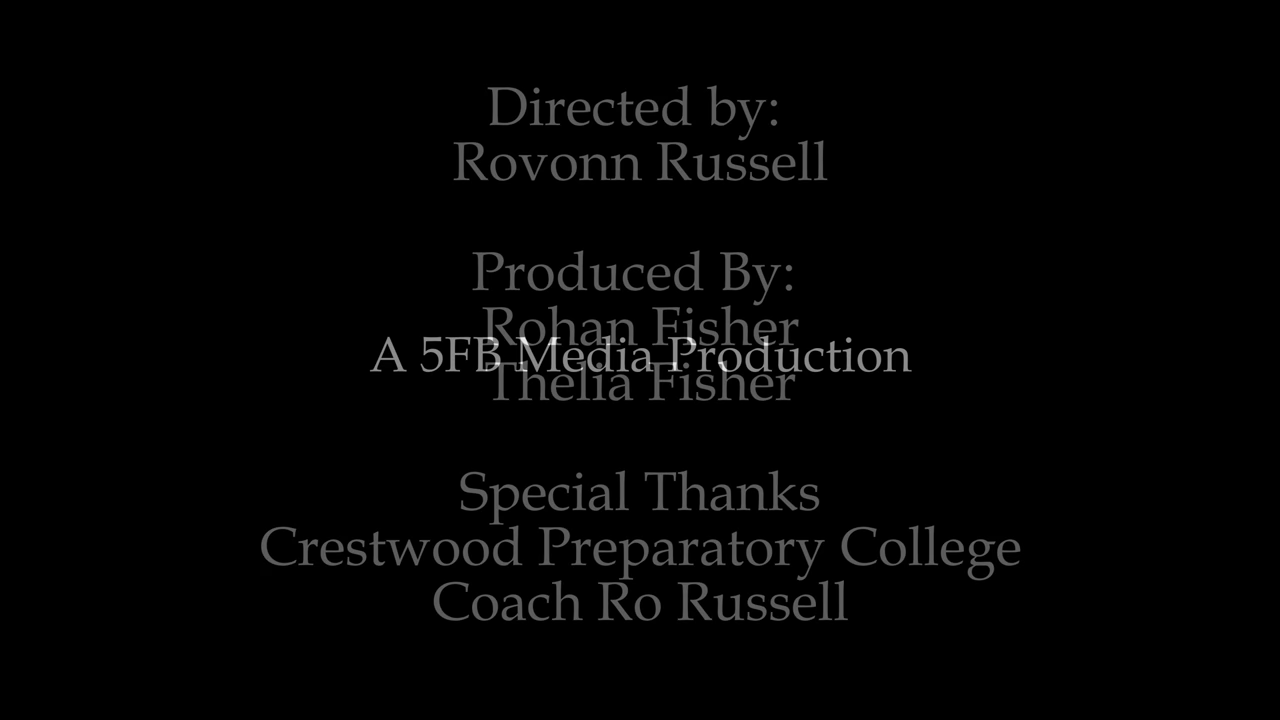 Directed by:
Rovonn Russell
Produced By:
Rohan Fisher
A 5FB Media Production
Thelia Fisher
Special Thanks
Crestwood Preparatory College
Coach Ro Russell